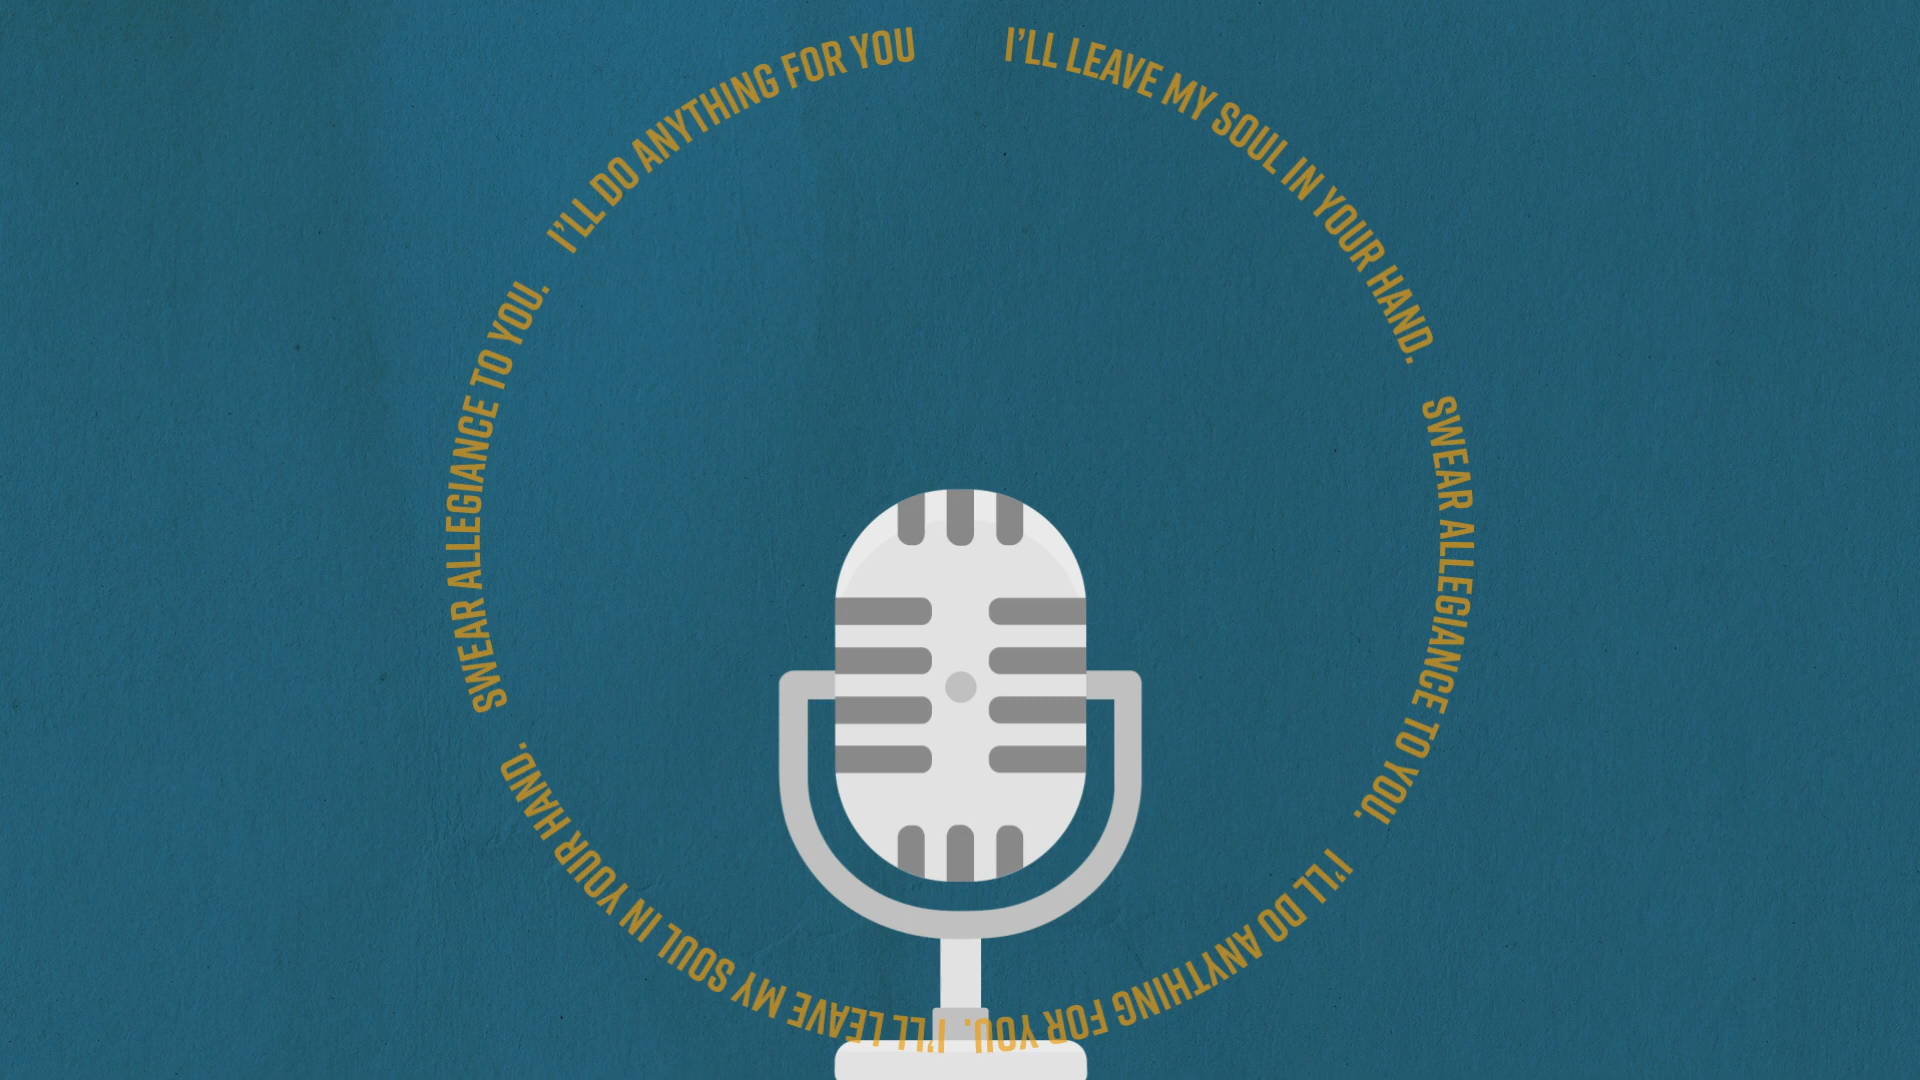 I'LL LEAVE MY SOUL IN YOUR HAND.
SWEAR ALLEGIANCE TO YOU.
I'LL DO ANYTHING FOR YOU.
I'LL LEAVE MY SOUL IN YOUR HAND.
SWEAR ALLEGIANCE TO YOU.
I'LL DO ANYTHING FOR YOU